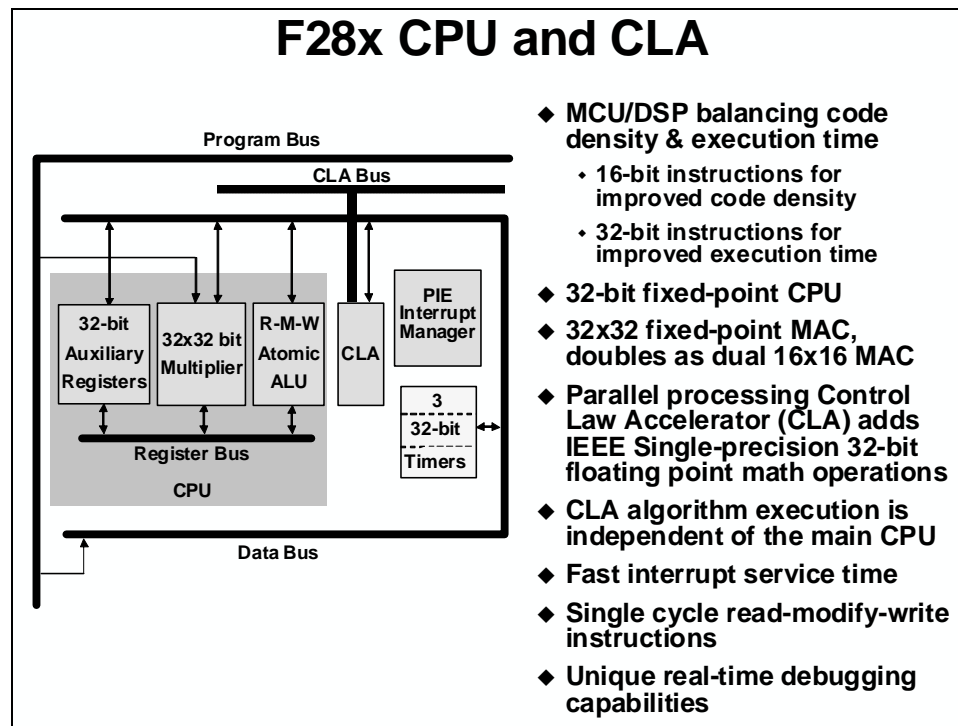 F28x CPU and CLA
Program Bus
CLA Bus
32-bit
Auxiliary
Registers
32x32 bit
Multiplier
R-M-W
Atomic
ALU
CLA
PIE
Interrupt
Manager
3
32-bit
Timers
Register Bus
CPU
Data Bus
◆ MCU/DSP balancing code
density & execution time
◆ 16-bit instructions for
improved code density
◆ 32-bit instructions for
improved execution time
◆ 32-bit fixed-point CPU
◆ 32x32 fixed-point MAC,
doubles as dual 16x16 MAC
◆ Parallel processing Control
Law Accelerator (CLA) adds
IEEE Single-precision 32-bit
floating point math operations
◆ CLA algorithm execution is
independent of the main CPU
◆ Fast interrupt service time
◆ Single cycle read-modify-write
instructions
◆ Unique real-time debugging
capabilities